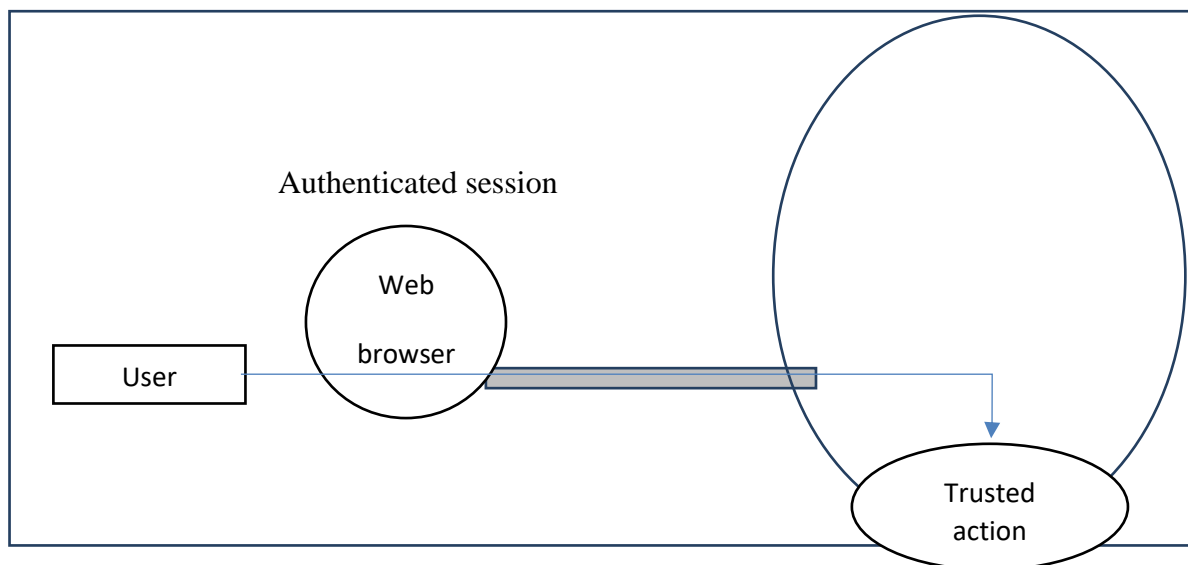 Authenticated session
Web
browser
User
Trusted
action